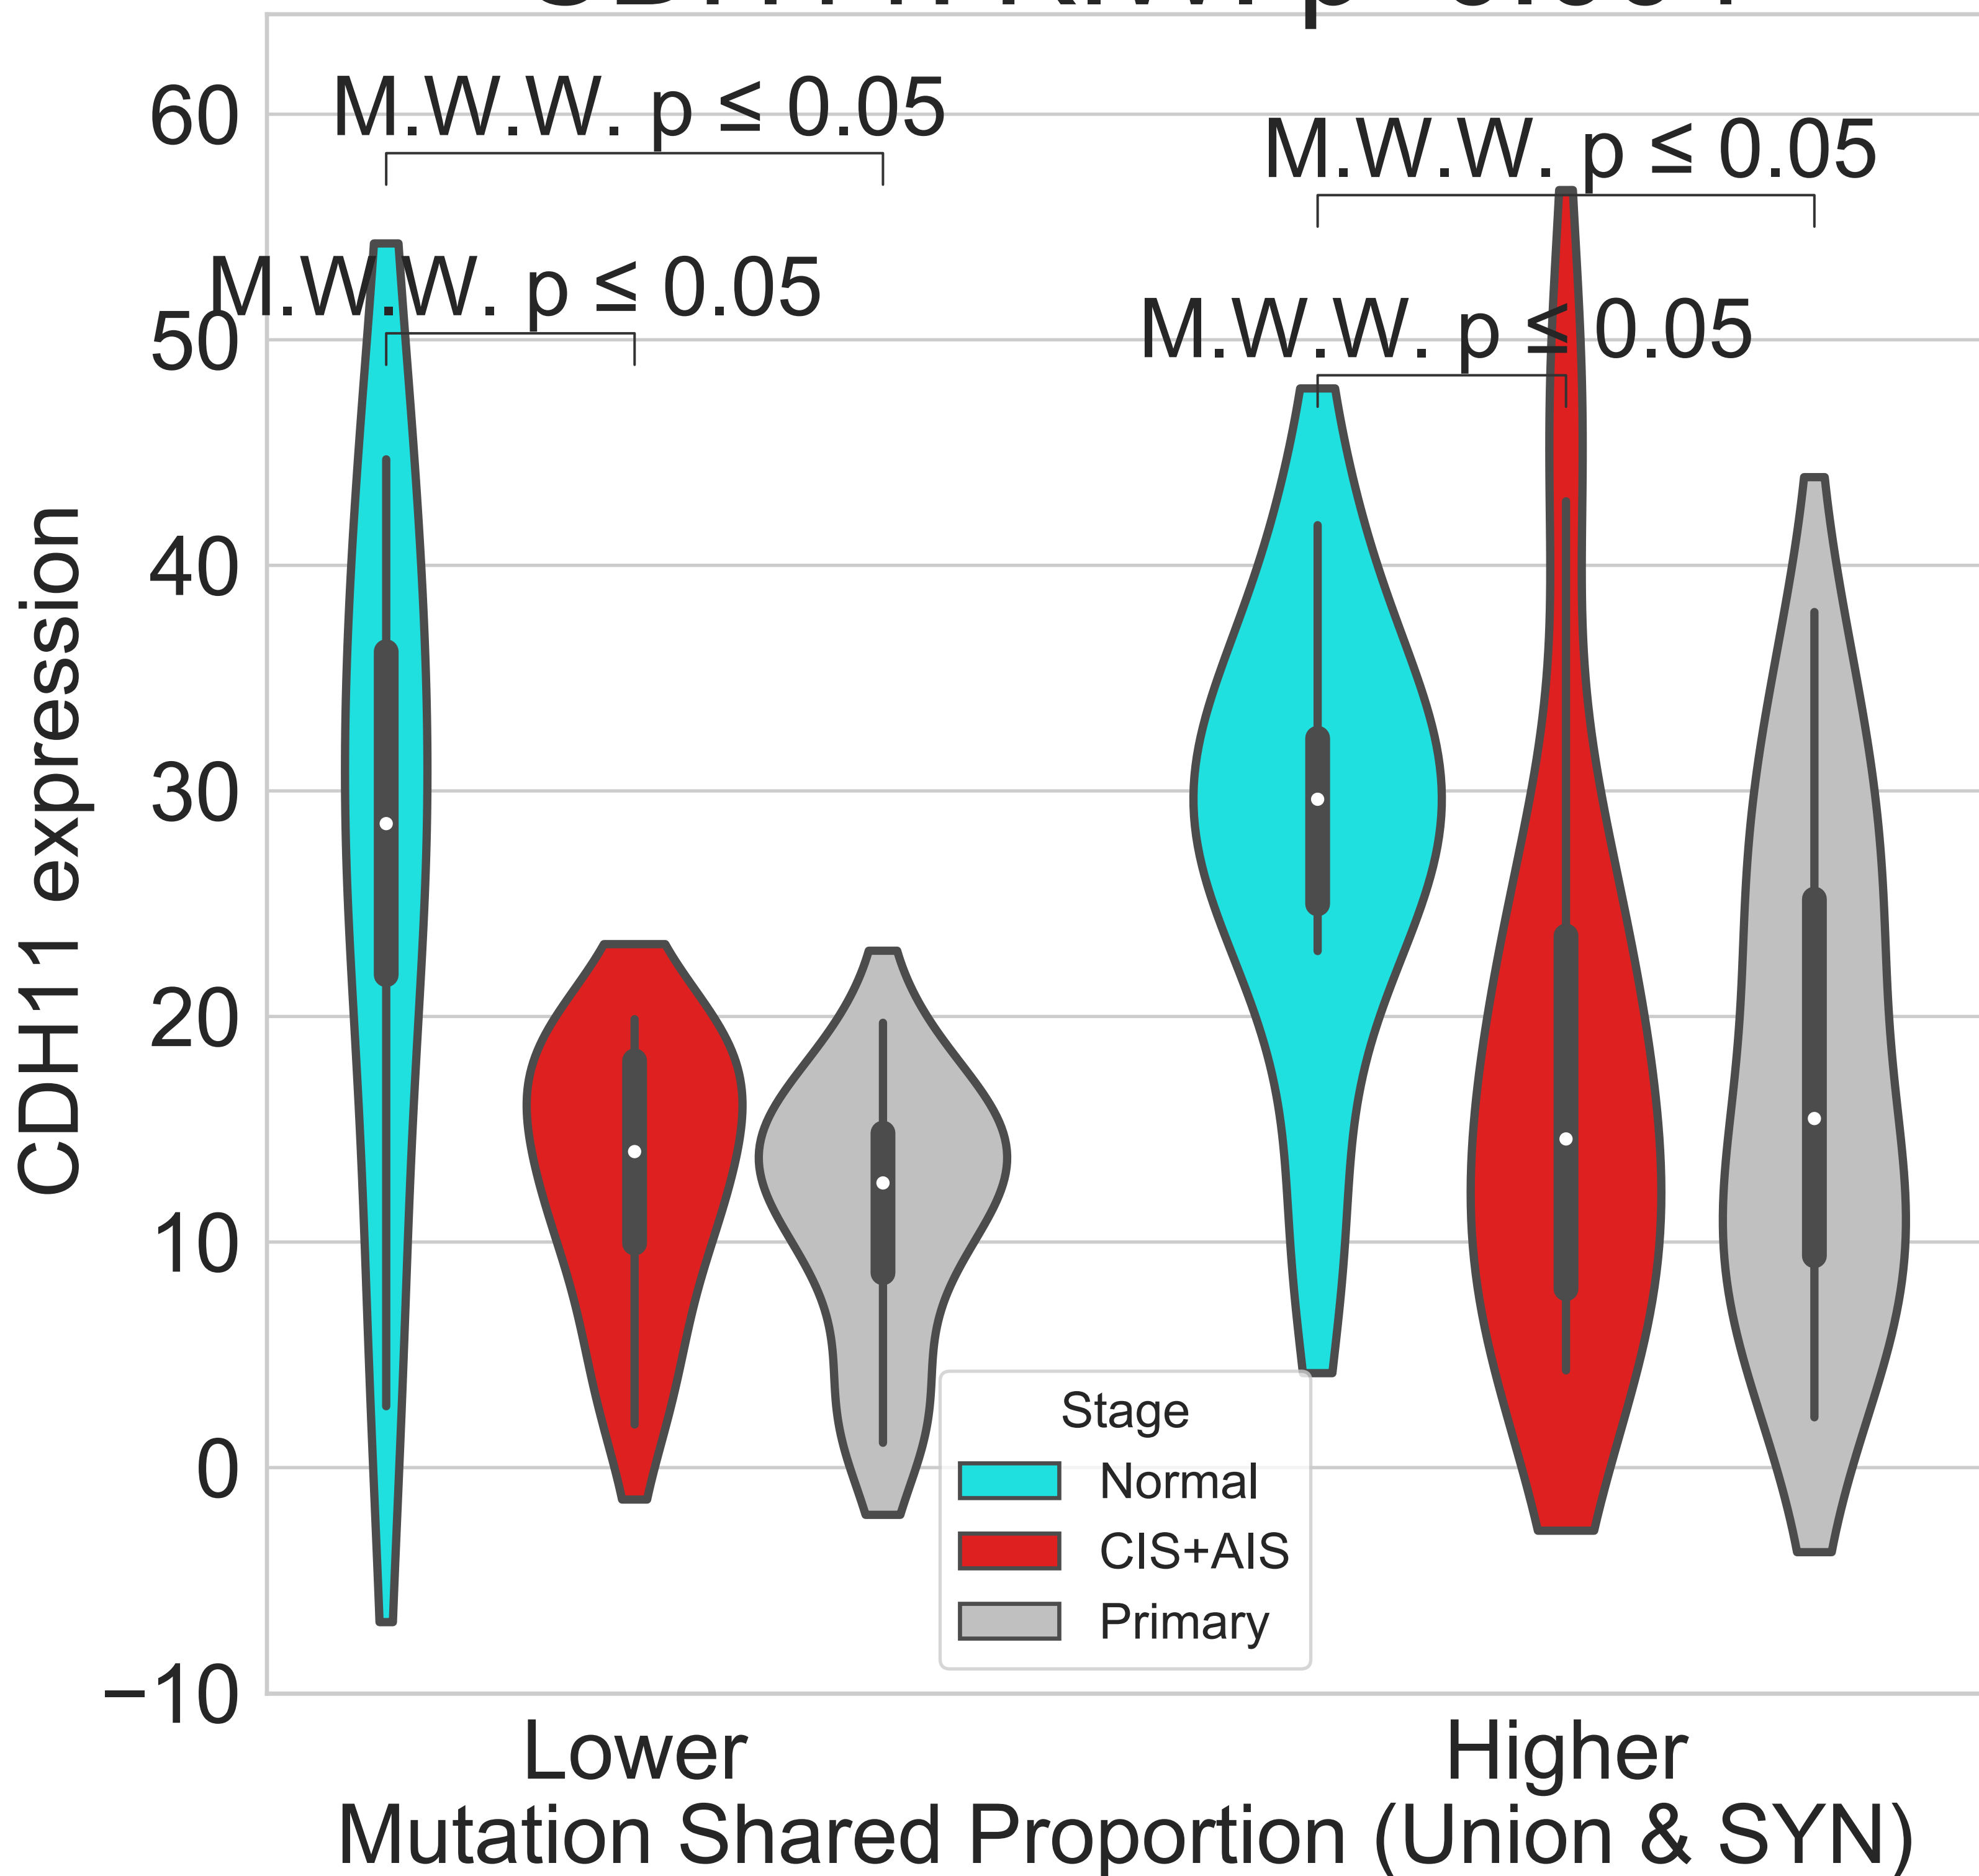 M.W.W. p ≤ 0.05
M.W.W. p ≤ 0.05
M.W.W. p ≤ 0.05
M.W.W. p ≤ 0.05
CDH11 expression
60
50
40
30
20
10
0
−10
Stage
Normal
CIS+AIS
Primary
Lower
Higher
Mutation Shared Proportion (Union & SYN)